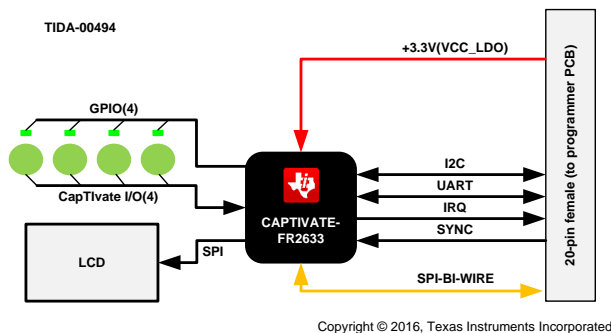 TIDA-00494
+3.3V(VCC_LDO)
GPIO(4)
CapTIvate I/O(4)
LCD
SPI
CAPTIVATE-
FR2633
I2C
UART
IRQ
SYNC
SPI-BI-WIRE
20-pin female (to programmer PCB)
Copyright © 2016, Texas Instruments Incorporated